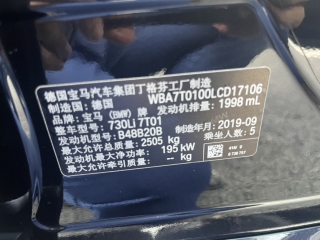 德国宝马汽车集团丁格芬工厂制造
制造国：德国 WBA7T0100LCD17106
品牌：宝马 (BMW) 发动机排量：1998 mL
整车型号：730Li 7T01 制造年月：2019-09
发动机型号：B48B20B 乘坐人数：5
最大允许总质量：2505 kg
发动机最大净功率：195 kW
最大允许牵引质量：-- kg